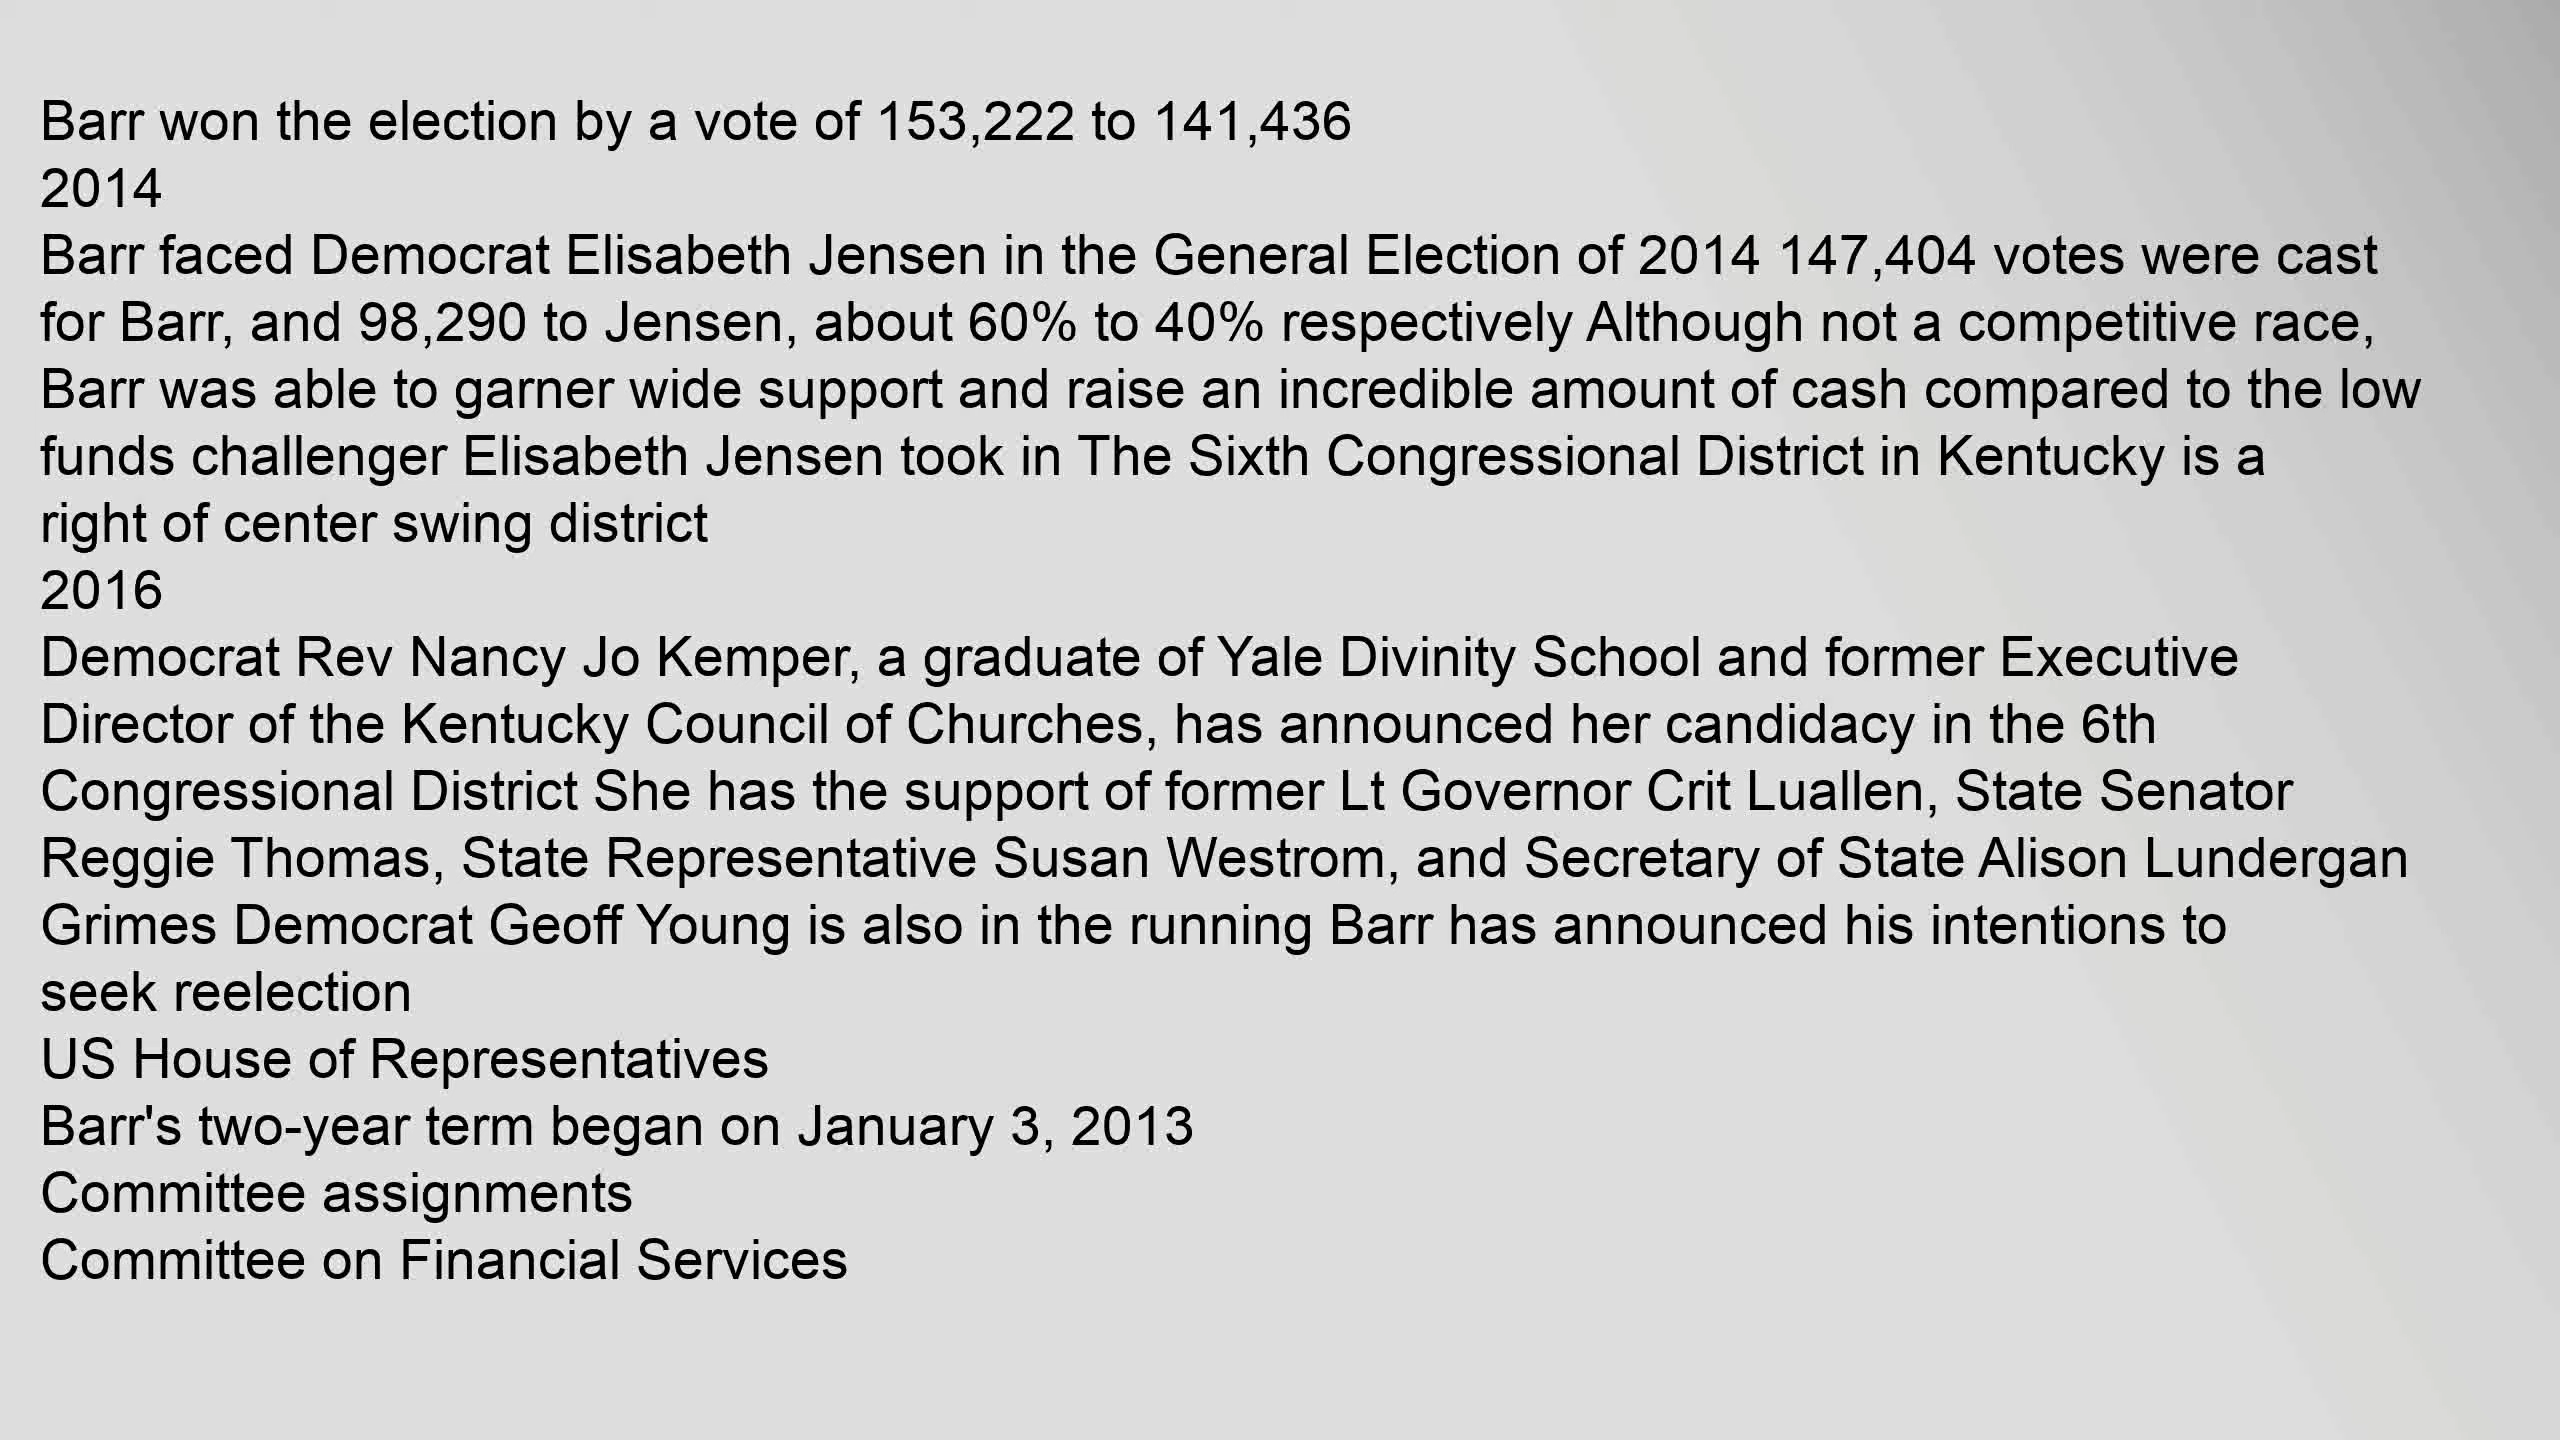 Barr won the election by a vote of 153,222 to 141,436
2014
Barr faced Democrat Elisabeth Jensen in the General Election of 2014 147,404 votes were cast
for Barr, and 98,290 to Jensen, about 60% to 40% respectively Although not a competitive race,
Barr was able to garner wide support and raise an incredible amount of cash compared to the low
funds challenger Elisabeth Jensen took in The Sixth Congressional District in Kentucky is a
right of center swing district
2016
Democrat Rev Nancy Jo Kemper, a graduate of Yale Divinity School and former Executive
Director of the Kentucky Council of Churches, has announced her candidacy in the 6th
Congressional District She has the support of former Lt Governor Crit Luallen, State Senator
Reggie Thomas, State Representative Susan Westrom, and Secretary of State Alison Lundergan
Grimes Democrat Geoff Young is also in the running Barr has announced his intentions to
seek reelection
US House of Representatives
Barr's two-year term began on January 3, 2013
Committee assignments
Committee on Financial Services